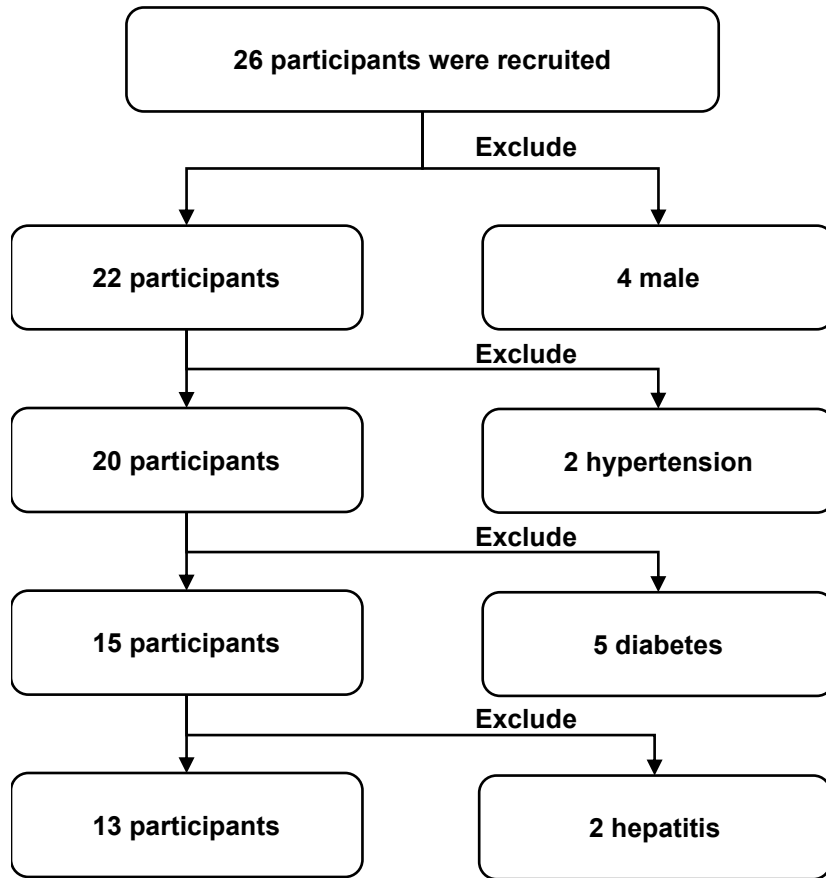 26 participants were recruited
Exclude
22 participants
4 male
Exclude
20 participants
2 hypertension
Exclude
15 participants
5 diabetes
Exclude
13 participants
2 hepatitis